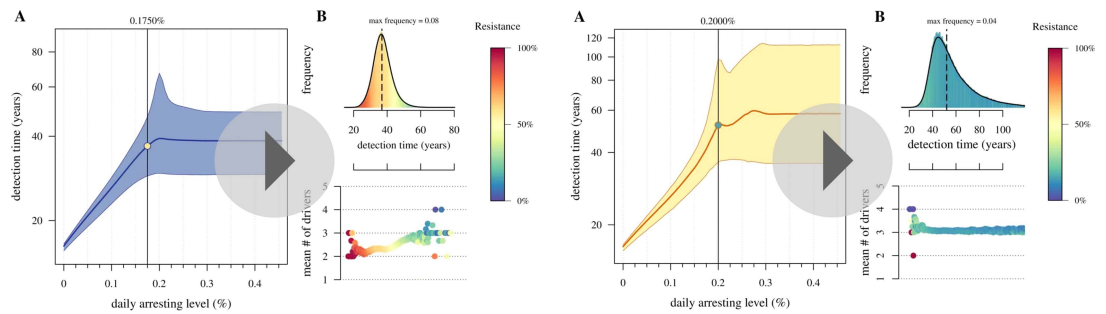 A
0.1750%
detection time (years)
80
60
40
20
0
0.1
0.2
0.3
0.4
daily arresting level (%)
B
max frequency = 0.08
frequency
20
40
60
80
detection time (years)
mean # of drivers
5
4
3
2
1
Resistance
100%
50%
0%
A
0.2000%
detection time (years)
120
100
80
60
40
20
0
0.1
0.2
0.3
0.4
daily arresting level (%)
B
max frequency = 0.04
frequency
20
40
60
80
100
detection time (years)
mean # of drivers
5
4
3
2
1
Resistance
100%
50%
0%